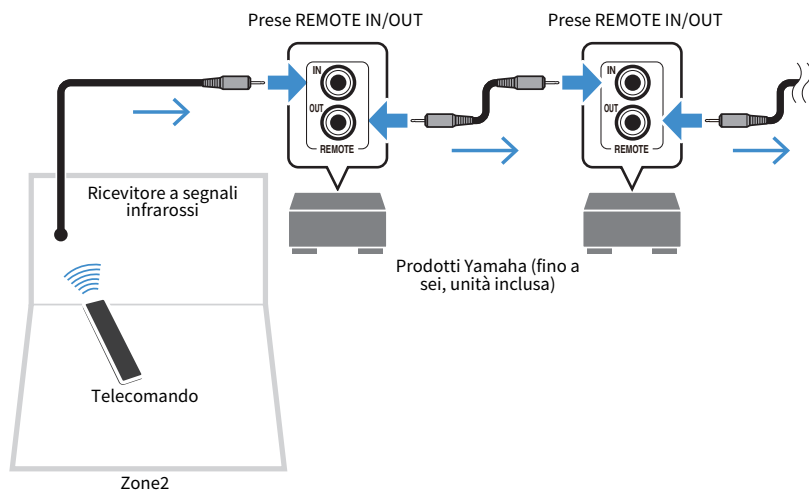 Prese REMOTE IN/OUT
Prese REMOTE IN/OUT
IN
OUT
REMOTE
IN
OUT
REMOTE
Ricevitore a segnali
infrarossi
Prodotti Yamaha (fino a
sei, unità inclusa)
Telecomando
Zone2